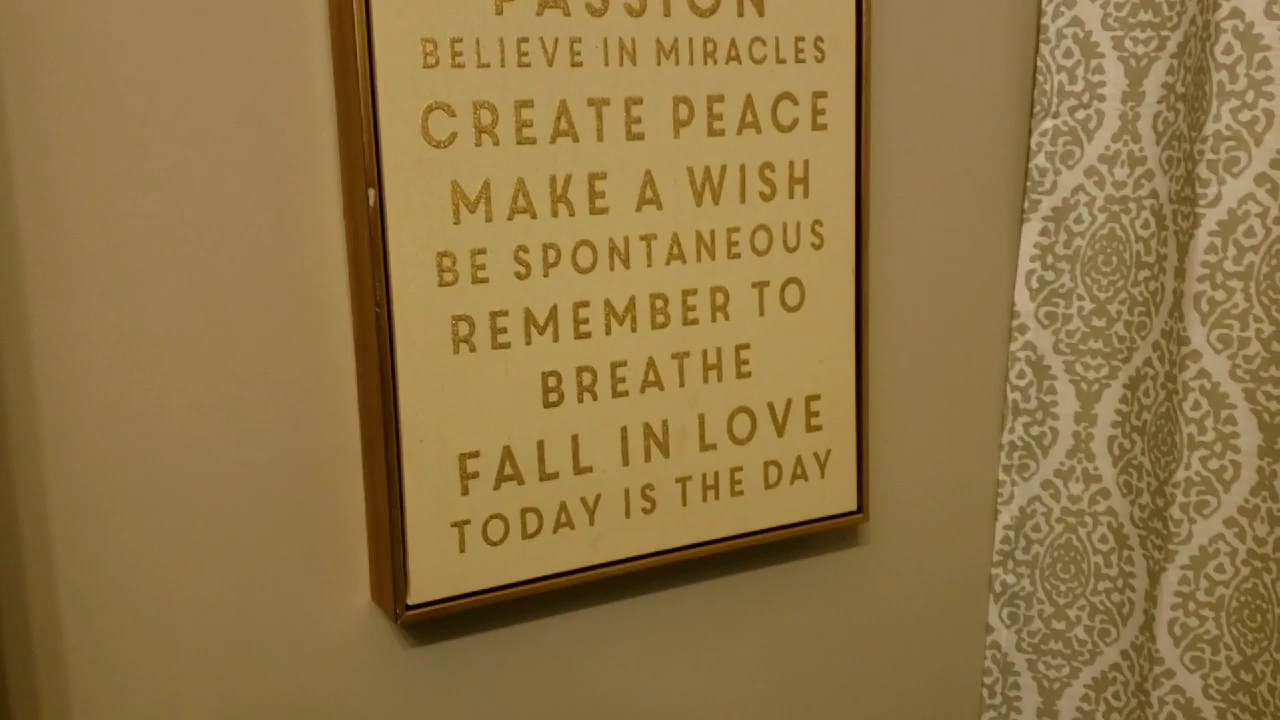 PASSION
BELIEVE IN MIRACLES
CREATE PEACE
MAKE A WISH
BE SPONTANEOUS
REMEMBER TO
BREATHE
FALL IN LOVE
TODAY IS THE DAY